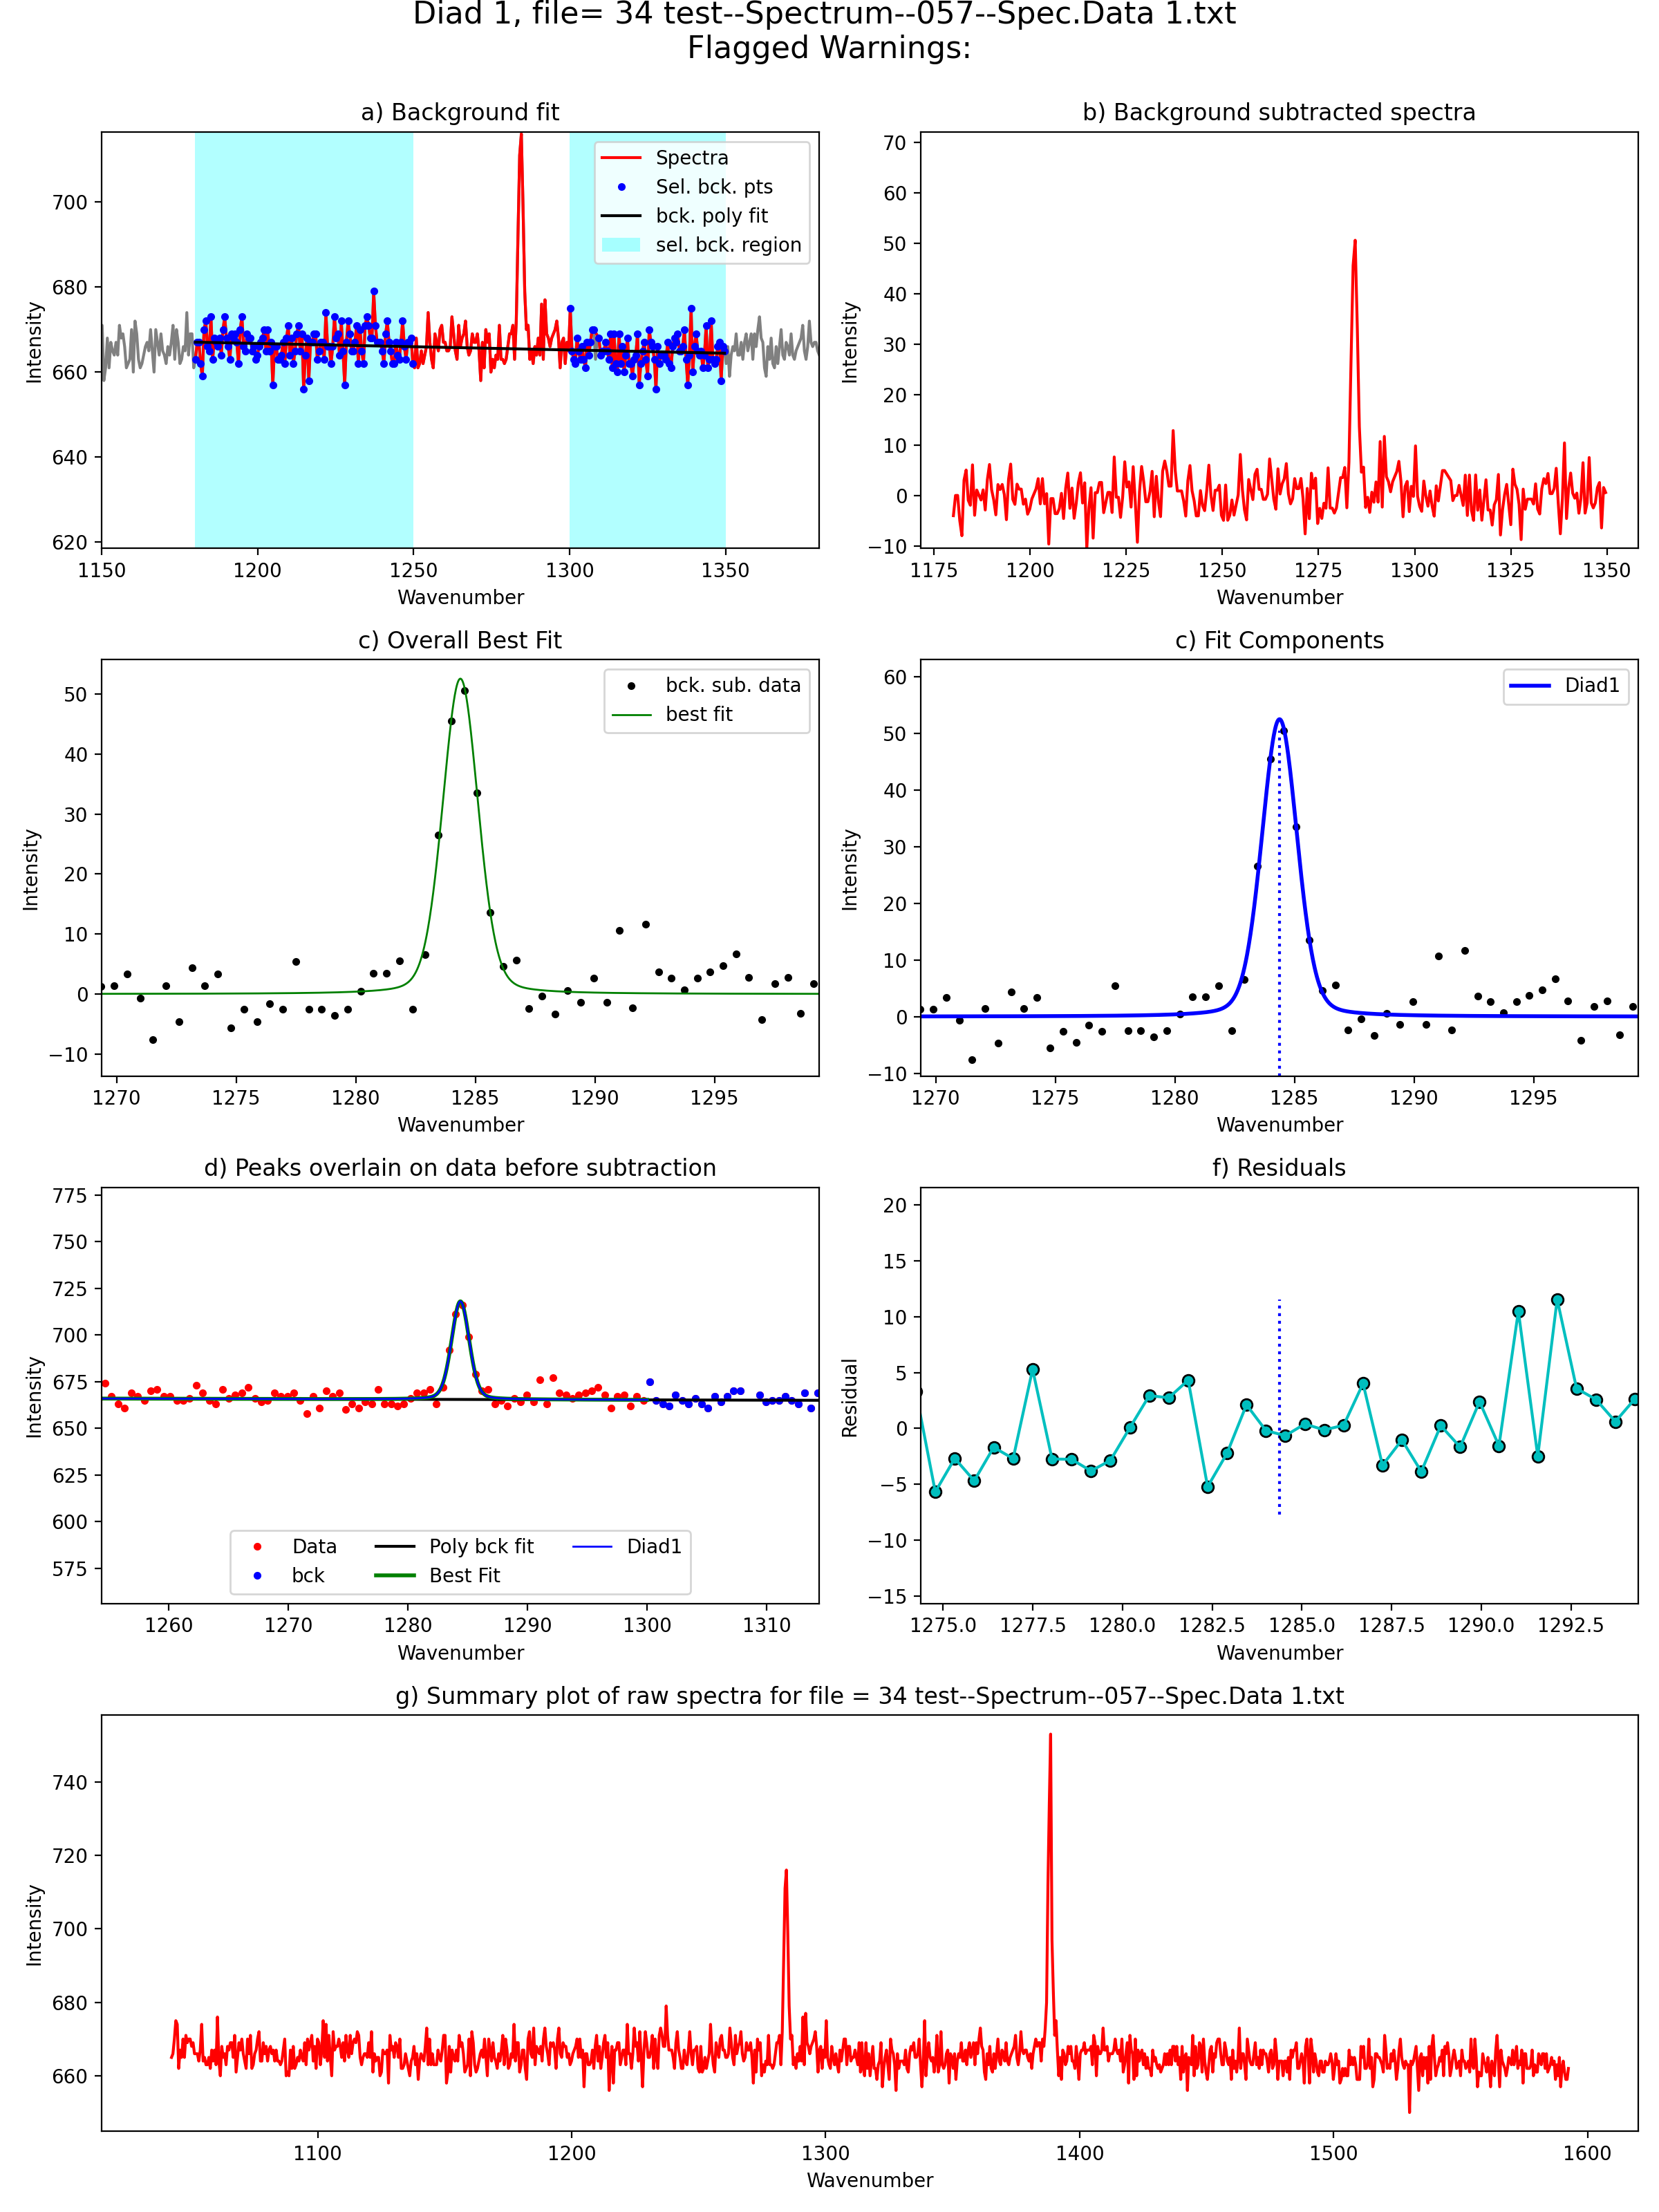 Diad 1, file= 34 test--Spectrum--057--Spec.Data 1.txt
Flagged Warnings:
a) Background fit
Intensity
700
680
660
640
620
Spectra
Sel. bck. pts
bck. poly fit
sel. bck. region
1150 1200 1250 1300 1350
Wavenumber
b) Background subtracted spectra
Intensity
70
60
50
40
30
20
10
0
−10
1175 1200 1225 1250 1275 1300 1325 1350
Wavenumber
c) Overall Best Fit
Intensity
50
40
30
20
10
0
−10
bck. sub. data
best fit
1270 1275 1280 1285 1290 1295
Wavenumber
c) Fit Components
Intensity
60
50
40
30
20
10
0
−10
Diad1
1270 1275 1280 1285 1290 1295
Wavenumber
d) Peaks overlain on data before subtraction
Intensity
775
750
725
700
675
650
625
600
575
Data
bck
Poly bck fit
Best Fit
Diad1
1260 1270 1280 1290 1300 1310
Wavenumber
f) Residuals
Residual
20
15
10
5
0
−5
−10
−15
1275.0 1277.5 1280.0 1282.5 1285.0 1287.5 1290.0 1292.5
Wavenumber
g) Summary plot of raw spectra for file = 34 test--Spectrum--057--Spec.Data 1.txt
Intensity
740
720
700
680
660
1100 1200 1300 1400 1500 1600
Wavenumber